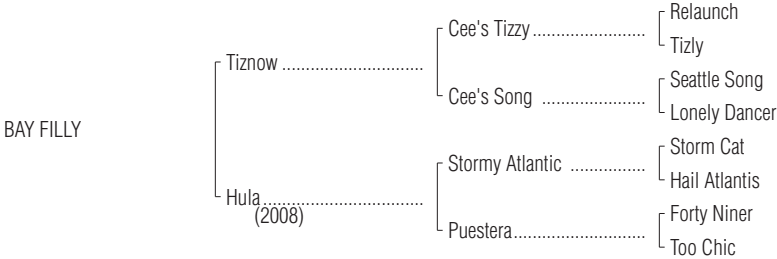 Relaunch
Cee's Tizzy ..........................
Tizly
Tiznow ................................
Seattle Song
Cee's Song ........................
Lonely Dancer
BAY FILLY
Storm Cat
Stormy Atlantic .................
Hail Atlantis
Hula....................................
(2008)
Forty Niner
Puestera..............................
Too Chic